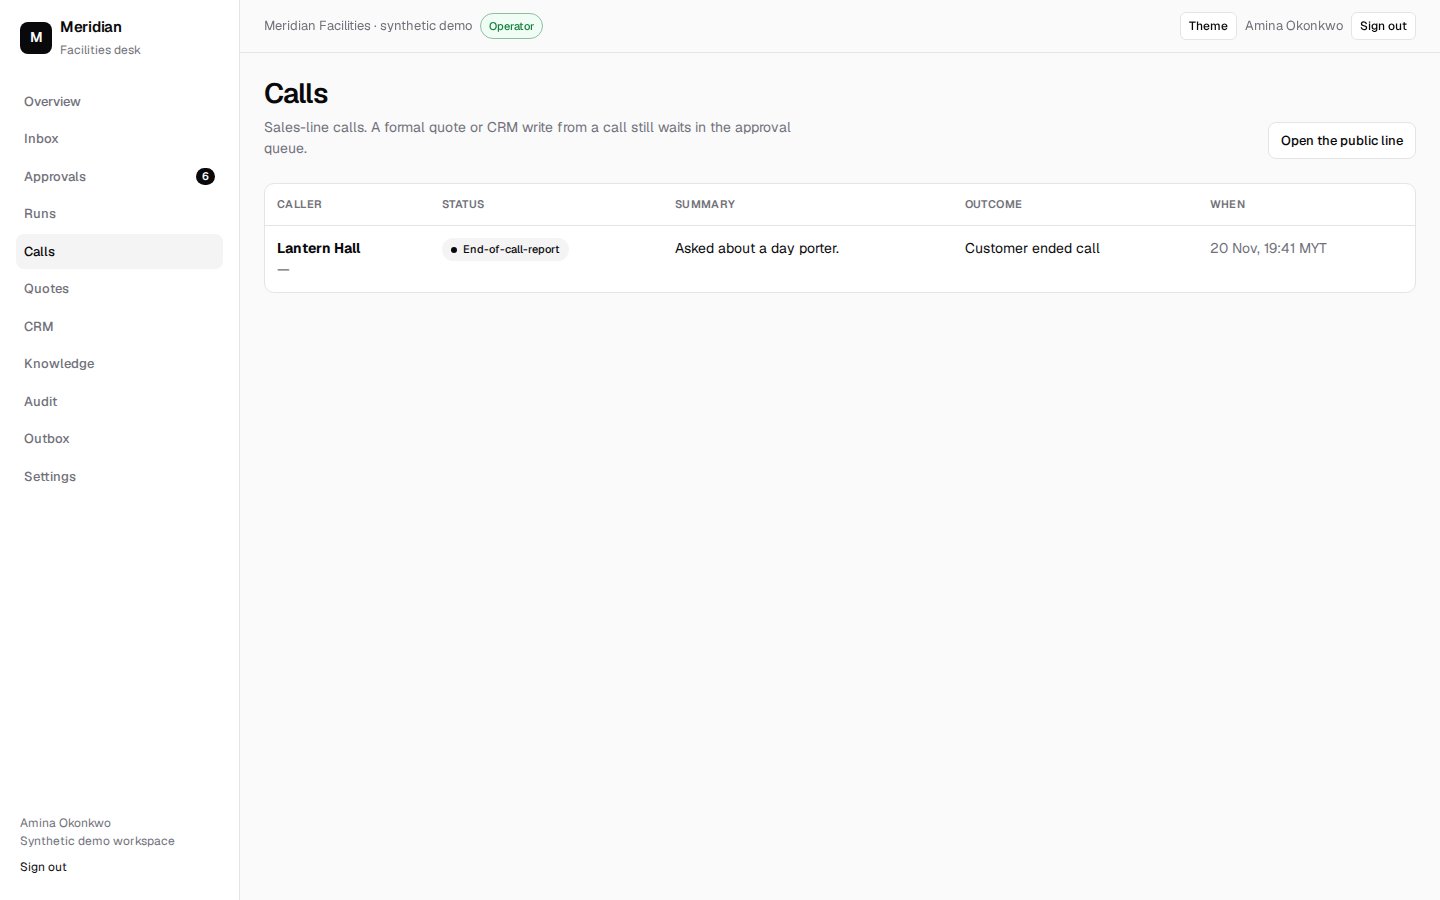 M
Meridian
Facilities desk
Overview
Inbox
Approvals 6
Runs
Calls
Quotes
CRM
Knowledge
Audit
Outbox
Settings
Amina Okonkwo
Synthetic demo workspace
Sign out
Meridian Facilities · synthetic demo Operator Theme Amina Okonkwo Sign out
Calls
Sales-line calls. A formal quote or CRM write from a call still waits in the approval
queue.
Open the public line
CALLER STATUS SUMMARY OUTCOME WHEN
Lantern Hall End-of-call-report Asked about a day porter. Customer ended call 20 Nov, 19:41 MYT
—